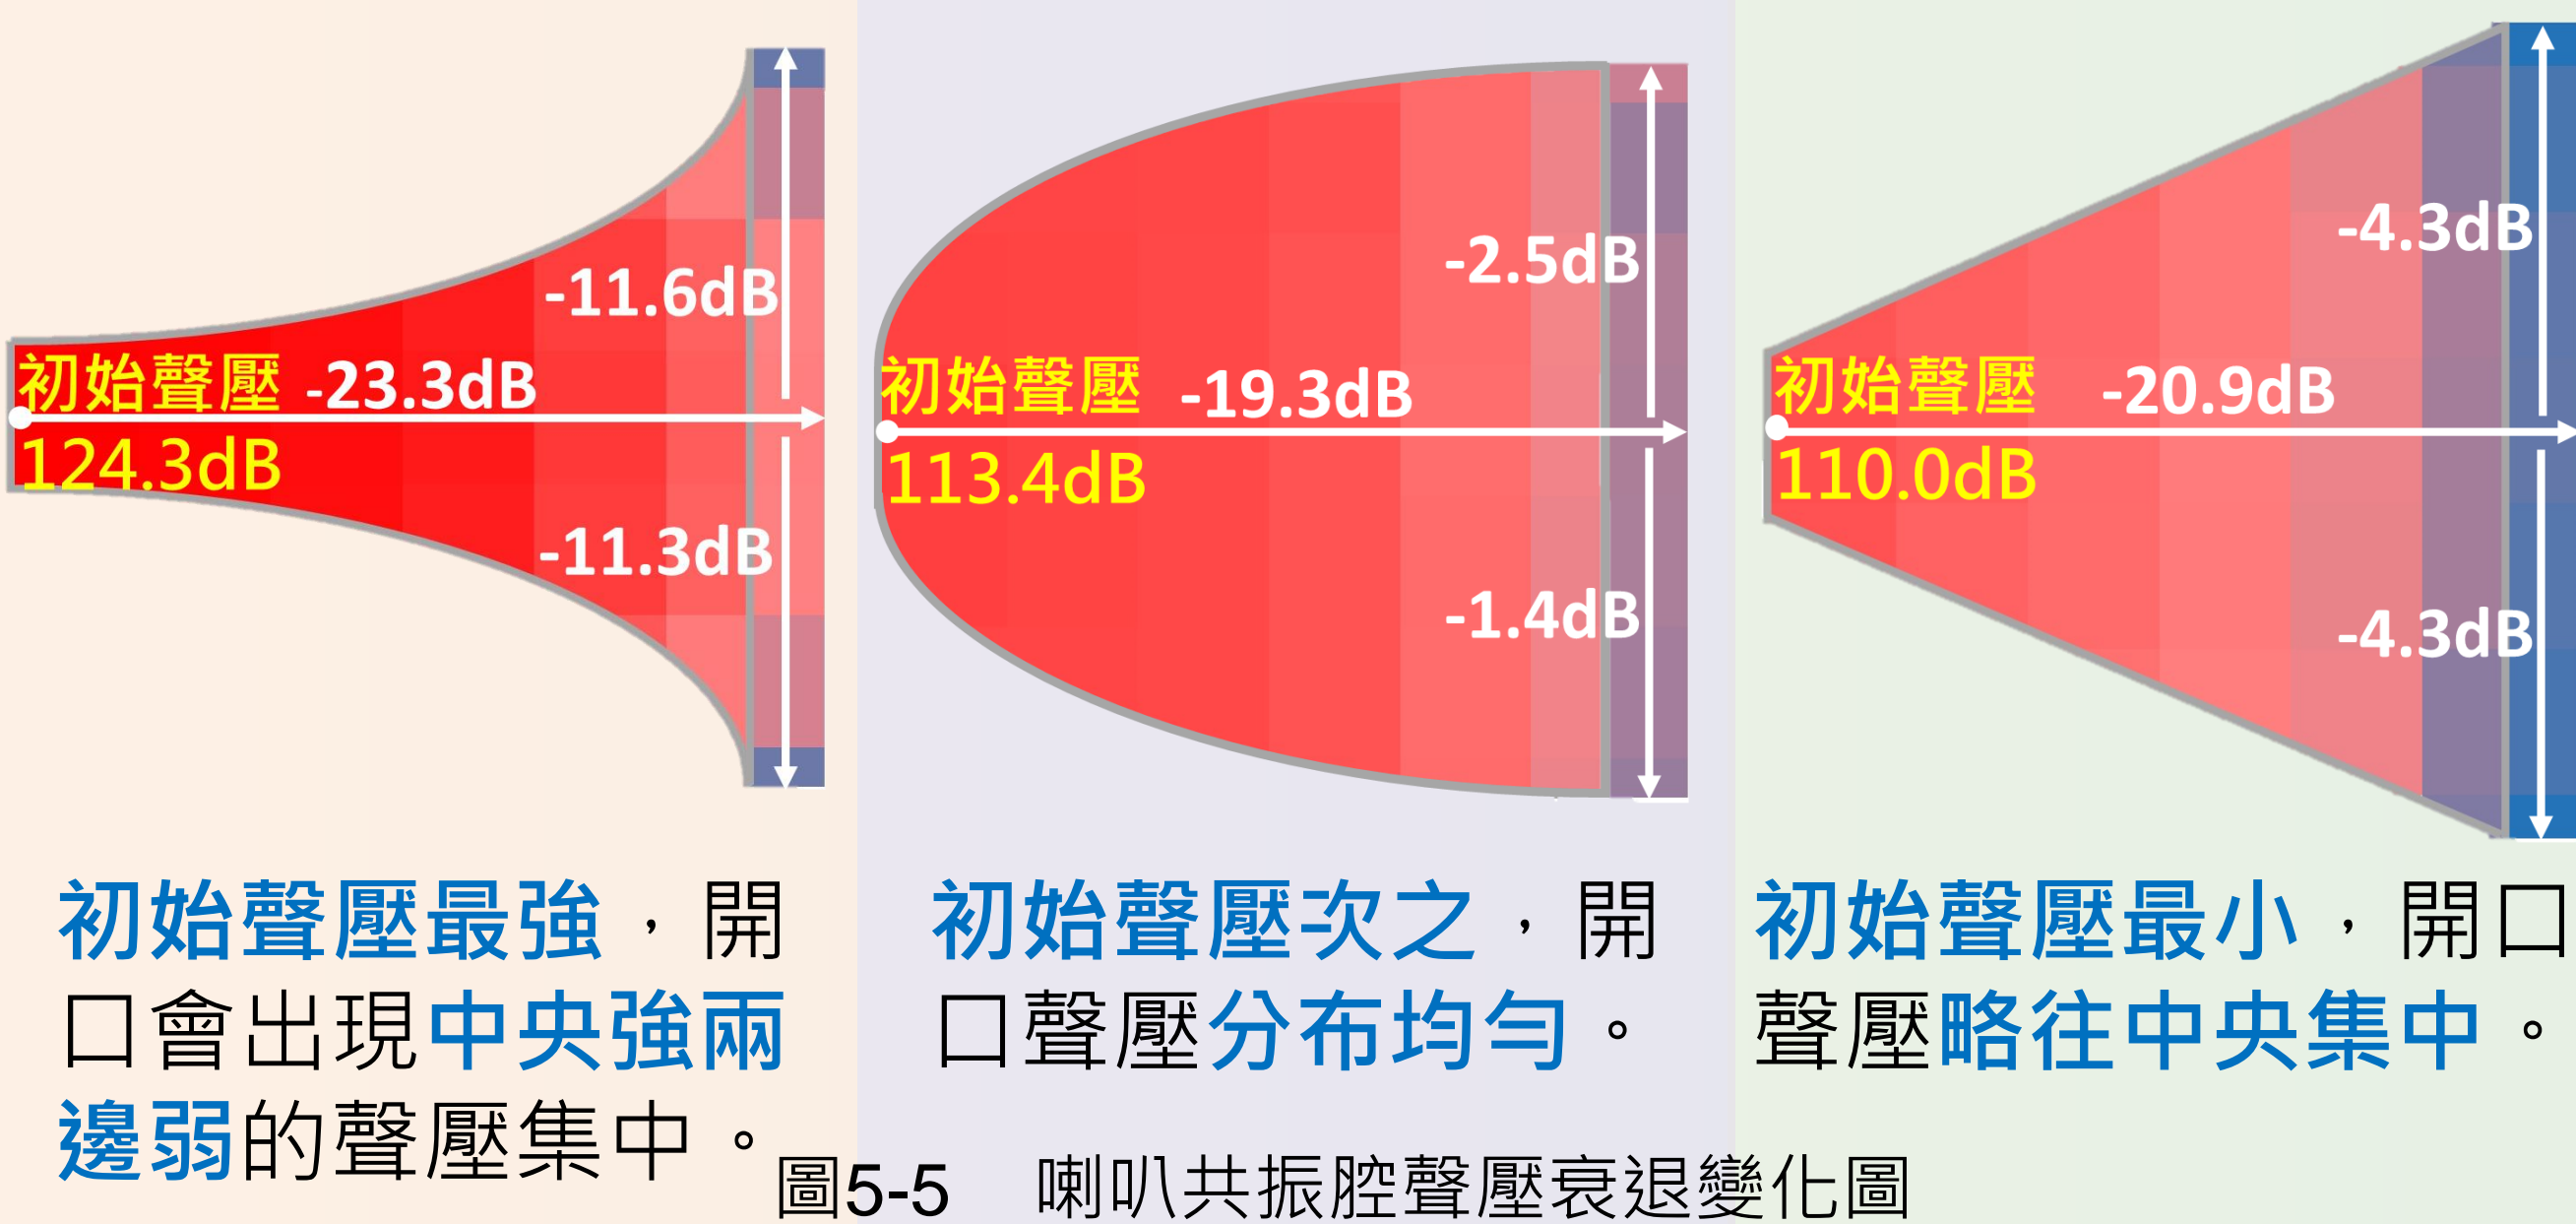 -11.6dB
初始聲壓 -23.3dB
124.3dB
-11.3dB
初始聲壓最強，開
口會出現中央強兩
邊弱的聲壓集中。
-2.5dB
初始聲壓 -19.3dB
113.4dB
-1.4dB
初始聲壓次之，開
口聲壓分布均勻。
-4.3dB
初始聲壓 -20.9dB
110.0dB
-4.3dB
初始聲壓最小，開口
聲壓略往中央集中。
圖5-5 喇叭共振腔聲壓衰退變化圖